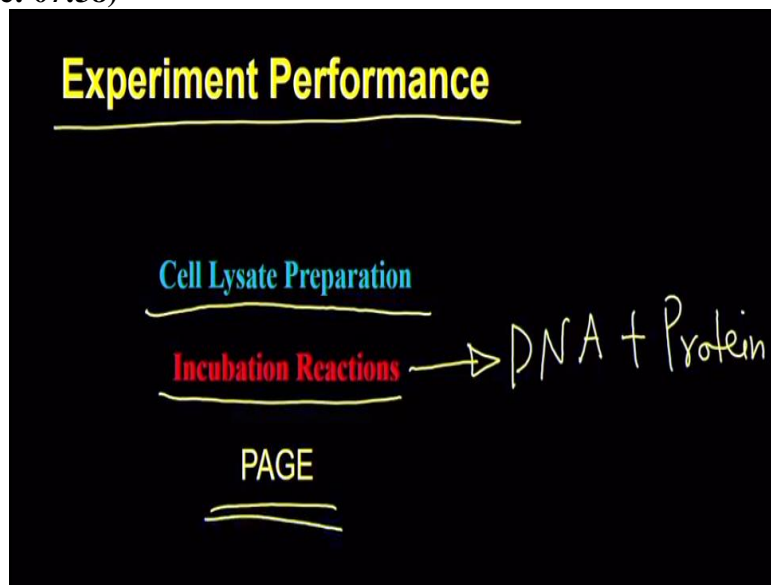 Experiment Performance
Cell Lysate Preparation
Incubation Reactions → DNA + Protein
PAGE